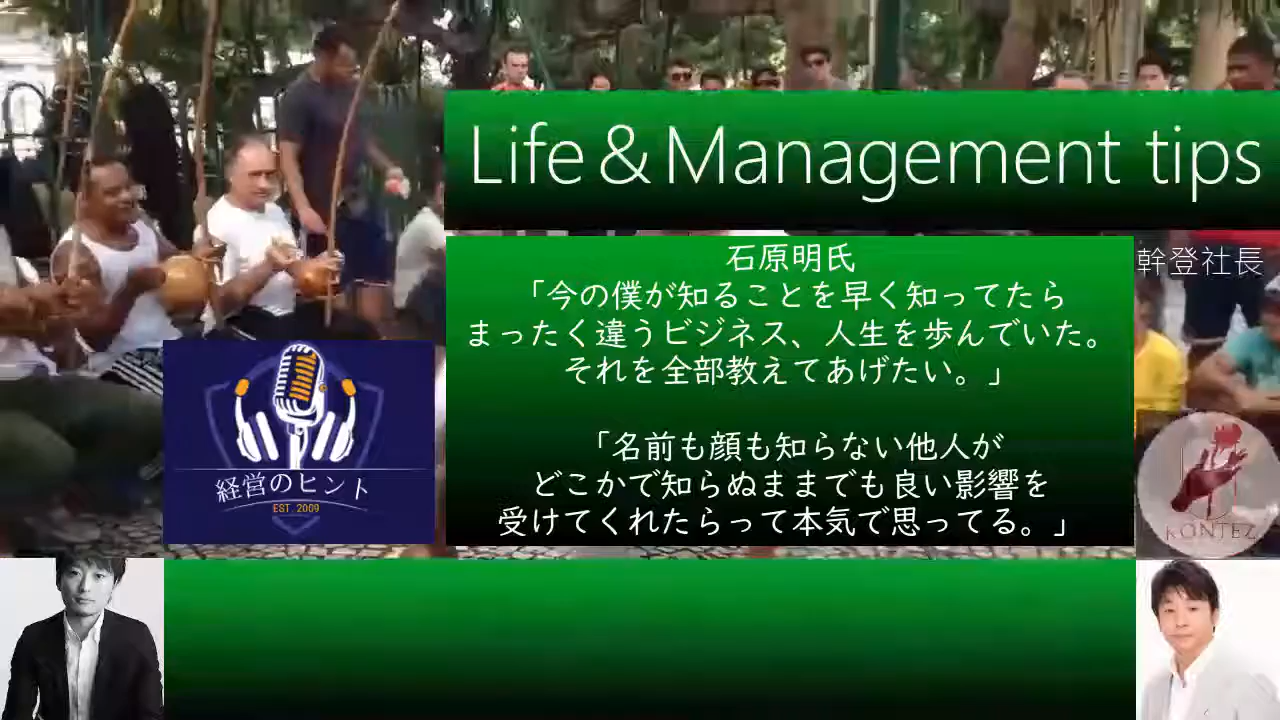 Life&Management tips
石原明氏
「今の僕が知ることを早く知ってたら
まったく違うビジネス、人生を歩んでいた。
それを全部教えてあげたい。」
「名前も顔も知らない他人が
どこかで知らぬままでも良い影響を
受けてくれたらって本気で思ってる。」
幹登社長
経営のヒント
EST. 2009
KONTEZ